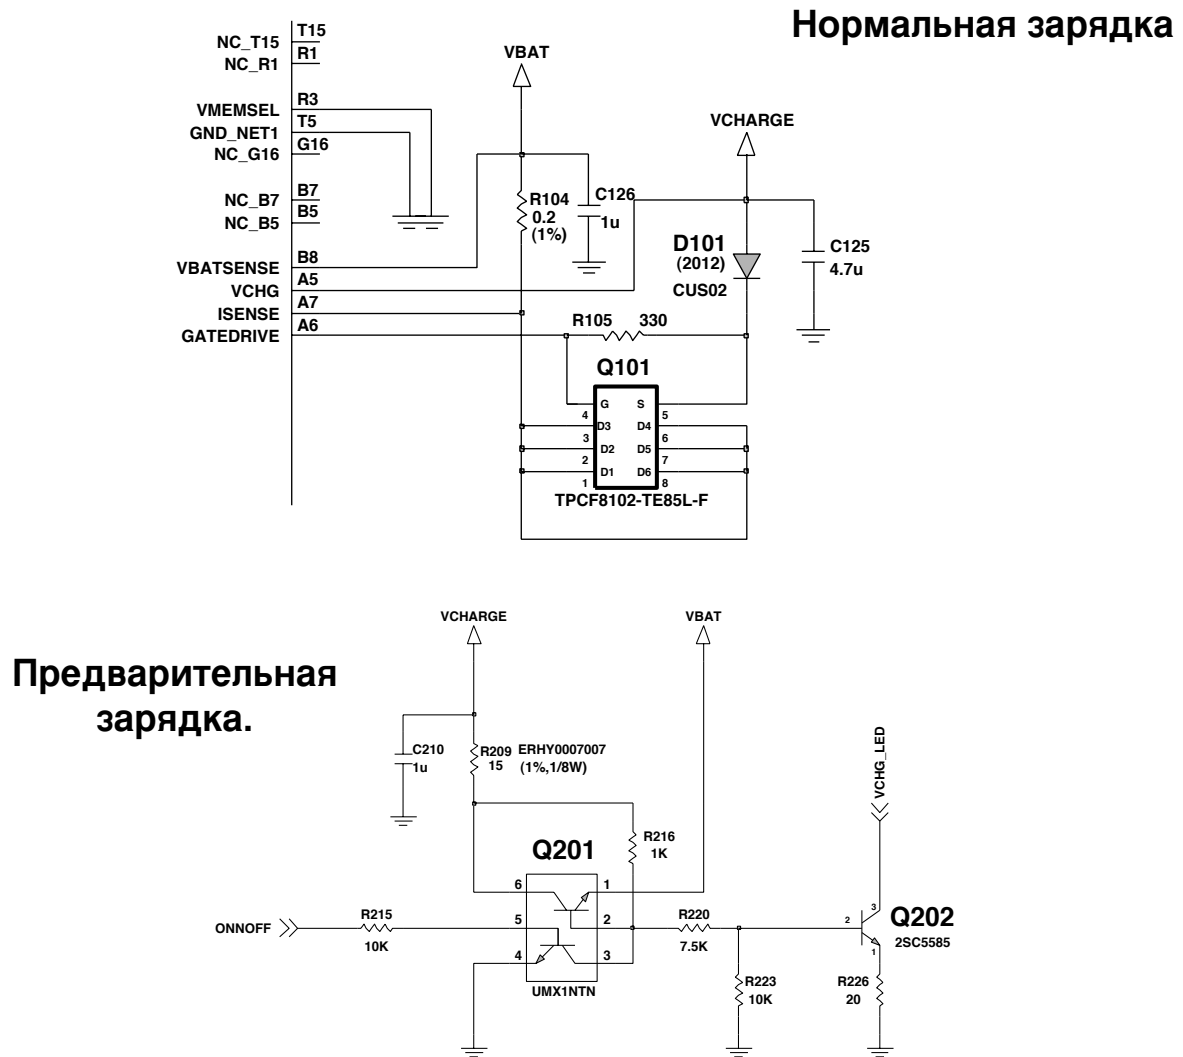 Нормальная зарядка
NC_T15 T15
NC_R1 R1
VMEMSEL R3
GND_NET1 T5
NC_G16 G16
NC_B7 B7
NC_B5 B5
VBATSENSE B8
VCHG A5
ISENSE A7
GATEDRIVE A6
VBAT
VCHARGE
R104
0.2
(1%)
C126
1u
D101
(2012)
CUS02
C125
4.7u
R105 330
Q101
G S
4 5
D3 D4
3 6
D2 D5
2 7
D1 D6
1 8
TPCF8102-TE85L-F
Предварительная
зарядка.
VCHARGE
VBAT
C210
1u
R209 ERHY0007007
15 (1%,1/8W)
R216
1K
VCHG_LED
Q201
6 1
5 2
4 3
UMX1NTN
ONNOFF
R215
10K
R220
7.5K
R223
10K
2
3
1
Q202
2SC5585
R226
20